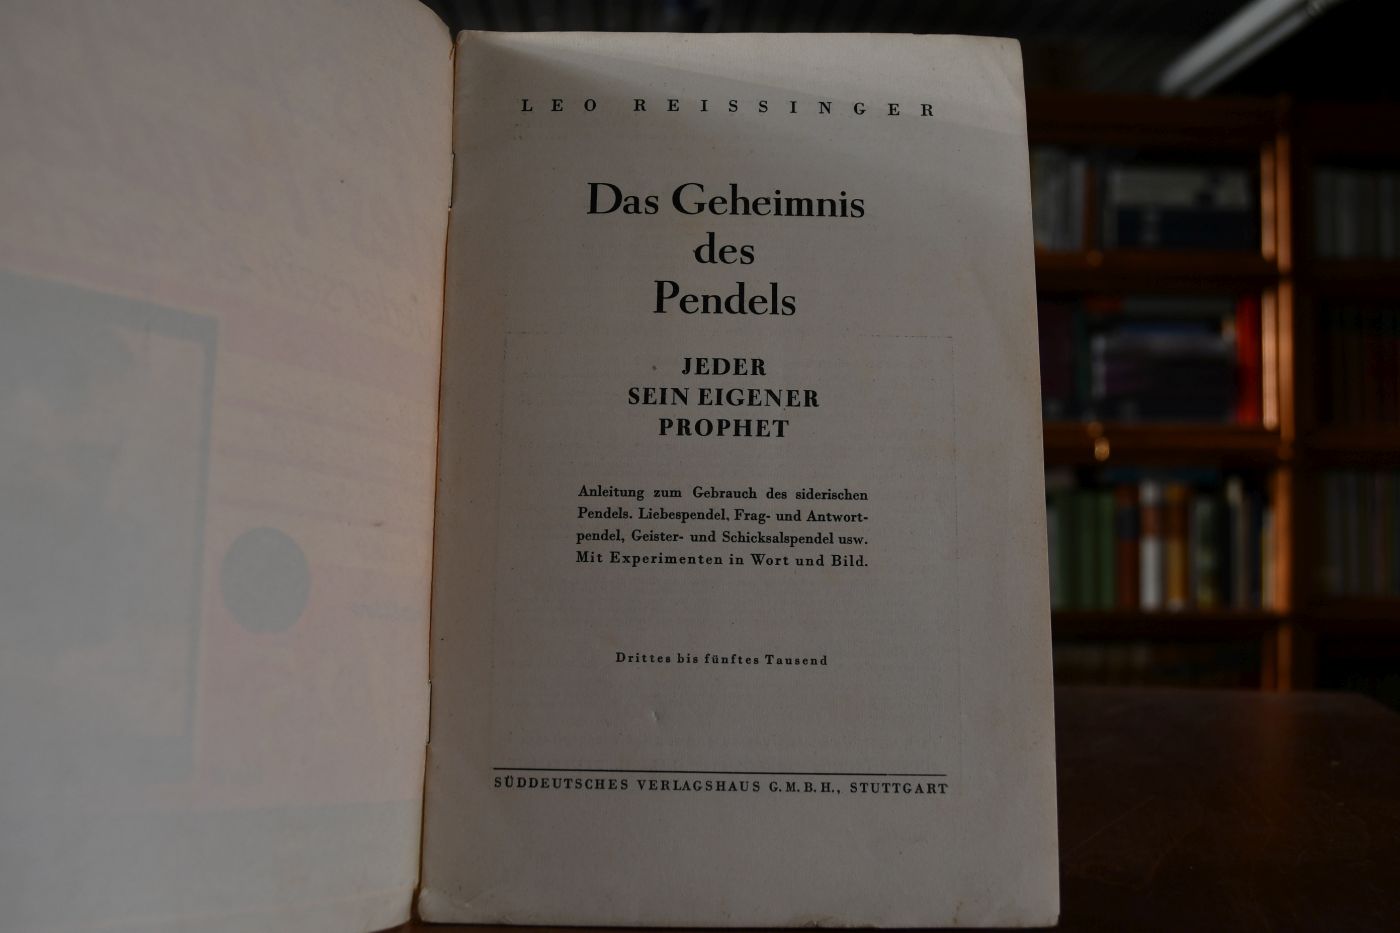 LEO REISSINGER
Das Geheimnis
des
Pendels
JEDER
SEIN EIGENER
PROPHET
Anleitung zum Gebrauch des siderischen
Pendels. Liebespendel, Frag- und Antwort-
pendel, Geister- und Schicksalspendel usw.
Mit Experimenten in Wort und Bild.
Drittes bis fünftes Tausend
SÜDDEUTSCHES VERLAGSHAUS G.M.B.H., STUTTGART